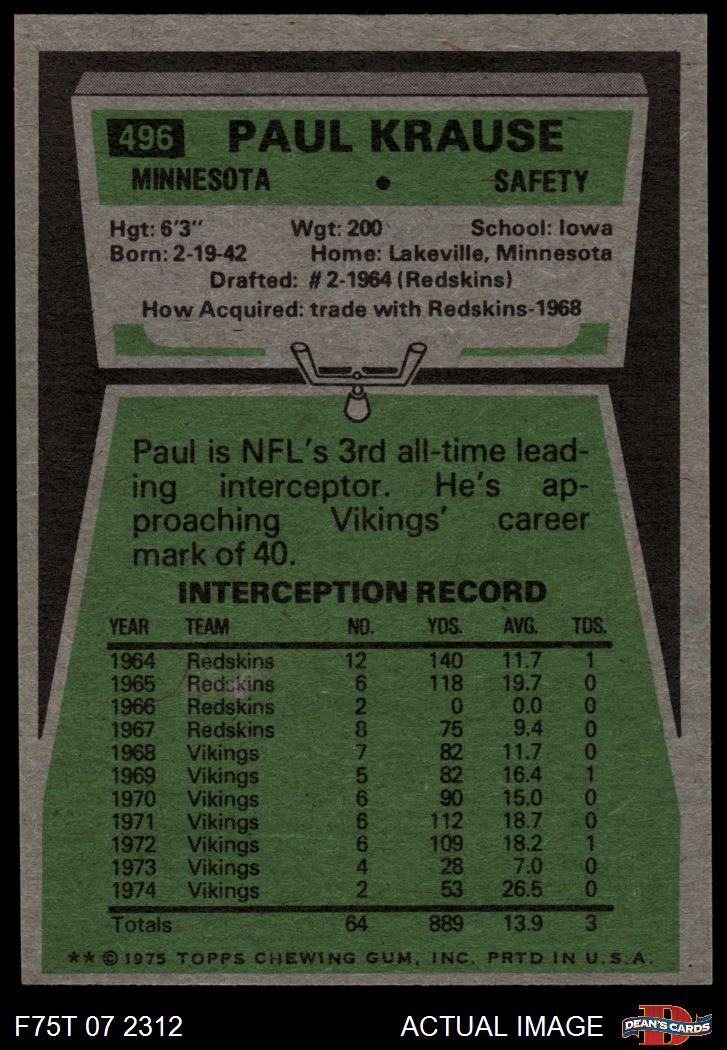 496 PAUL KRAUSE
MINNESOTA • SAFETY
Hgt: 6'3" Wgt: 200 School: Iowa
Born: 2-19-42 Home: Lakeville, Minnesota
Drafted: #2-1964 (Redskins)
How Acquired: trade with Redskins-1968
Paul is NFL's 3rd all-time lead-
ing interceptor. He's ap-
proaching Vikings' career
mark of 40.
INTERCEPTION RECORD
YEAR TEAM NO. YDS. AVG. TDS.
1964 Redskins 12 140 11.7 1
1965 Redskins 6 118 19.7 0
1966 Redskins 2 0 0.0 0
1967 Redskins 8 75 9.4 0
1968 Vikings 7 82 11.7 0
1969 Vikings 5 82 16.4 1
1970 Vikings 6 90 15.0 0
1971 Vikings 6 112 18.7 0
1972 Vikings 6 109 18.2 1
1973 Vikings 4 28 7.0 0
1974 Vikings 2 53 26.5 0
Totals 64 889 13.9 3
** © 1975 TOPPS CHEWING GUM, INC. PRTD IN U.S.A.
F75T 07 2312 ACTUAL IMAGE D DEAN'S CARDS